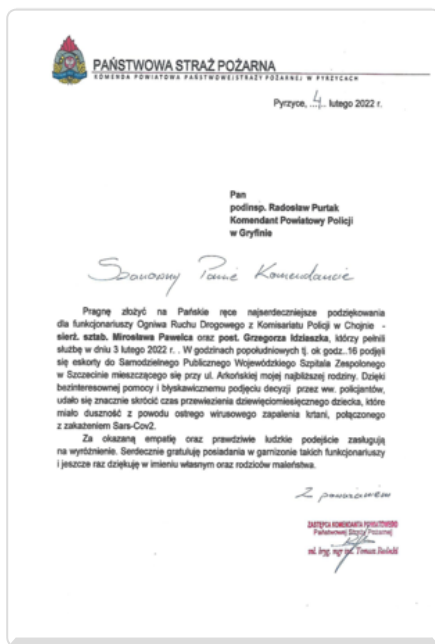 PAŃSTWOWA STRAŻ POŻARNA
KOMENDA POWIATOWA PAŃSTWOWEJ STRAŻY POŻARNEJ W PYRZYCACH
Pyrzyce, 4 lutego 2022 r.
Pan
podinsp. Radosław Purtak
Komendant Powiatowy Policji
w Gryfinie
Szanowny Panie Komendancie
Pragnę złożyć na Pańskie ręce najserdeczniejsze podziękowania
dla funkcjonariuszy Ogniwa Ruchu Drogowego z Komisariatu Policji w Chojnie -
sierż. sztab. Mirosława Pawelca oraz post. Grzegorza Idziaszka, którzy pełnili
służbę w dniu 3 lutego 2022 r. . W godzinach popołudniowych tj. ok godz..16 podjęli
się eskorty do Samodzielnego Publicznego Wojewódzkiego Szpitala Zespolonego
w Szczecinie mieszczącego się przy ul. Arkońskiej mojej najbliższej rodziny. Dzięki
bezinteresownej pomocy i błyskawicznemu podjęciu decyzji przez ww. policjantów,
udało się znacznie skrócić czas przewiezienia dziewięciomiesięcznego dziecka, które
miało duszność z powodu ostrego wirusowego zapalenia krtani, połączonego
z zakażeniem Sars-Cov2.
Za okazaną empatię oraz prawdziwie ludzkie podejście zasługują
na wyróżnienie. Serdecznie gratuluję posiadania w garnizonie takich funkcjonariuszy
i jeszcze raz dziękuję w imieniu własnym oraz rodziców maleństwa.
Z poważaniem
ZASTĘPCA KOMENDANTA POWIATOWEGO
Państwowej Straży Pożarnej
mł. bryg. mgr inż. Tomasz